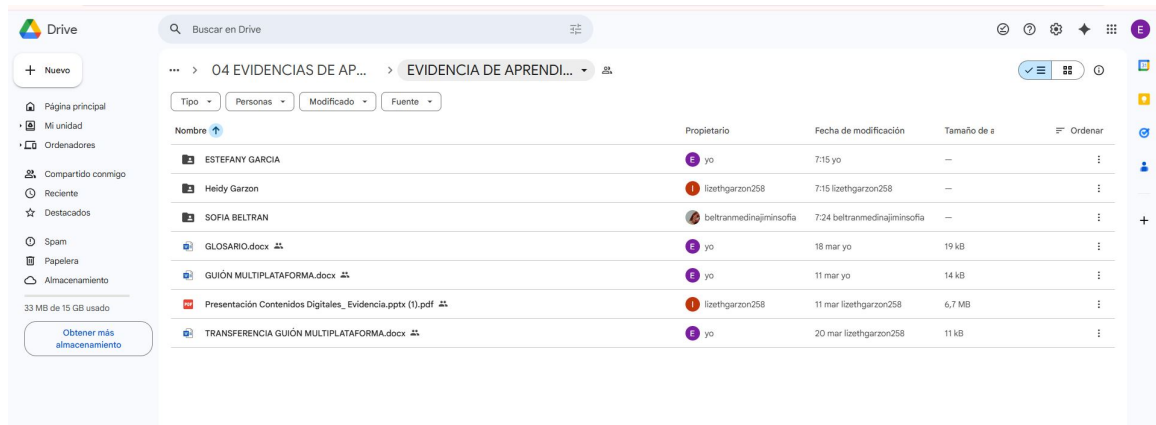 Drive
Buscar en Drive
E
Nuevo
... > 04 EVIDENCIAS DE AP... > EVIDENCIA DE APRENDI...
Tipo Personas Modificado Fuente
Página principal
Mi unidad
Ordenadores
Compartido conmigo
Reciente
Destacados
Spam
Papelera
Almacenamiento
33 MB de 15 GB usado
Obtener más
almacenamiento
Nombre Propietario Fecha de modificación Tamaño de a Ordenar
ESTEFANY GARCIA E yo 7:15 yo —
Heidy Garzon l lizethgarzon258 7:15 lizethgarzon258 —
SOFIA BELTRAN beltranmedinajiminsofia 7:24 beltranmedinajiminsofia —
GLOSARIO.docx E yo 18 mar yo 19 kB
GUIÓN MULTIPLATAFORMA.docx E yo 11 mar yo 14 kB
PDF Presentación Contenidos Digitales_ Evidencia.pptx (1).pdf l lizethgarzon258 11 mar lizethgarzon258 6,7 MB
TRANSFERENCIA GUIÓN MULTIPLATAFORMA.docx E yo 20 mar lizethgarzon258 11 kB